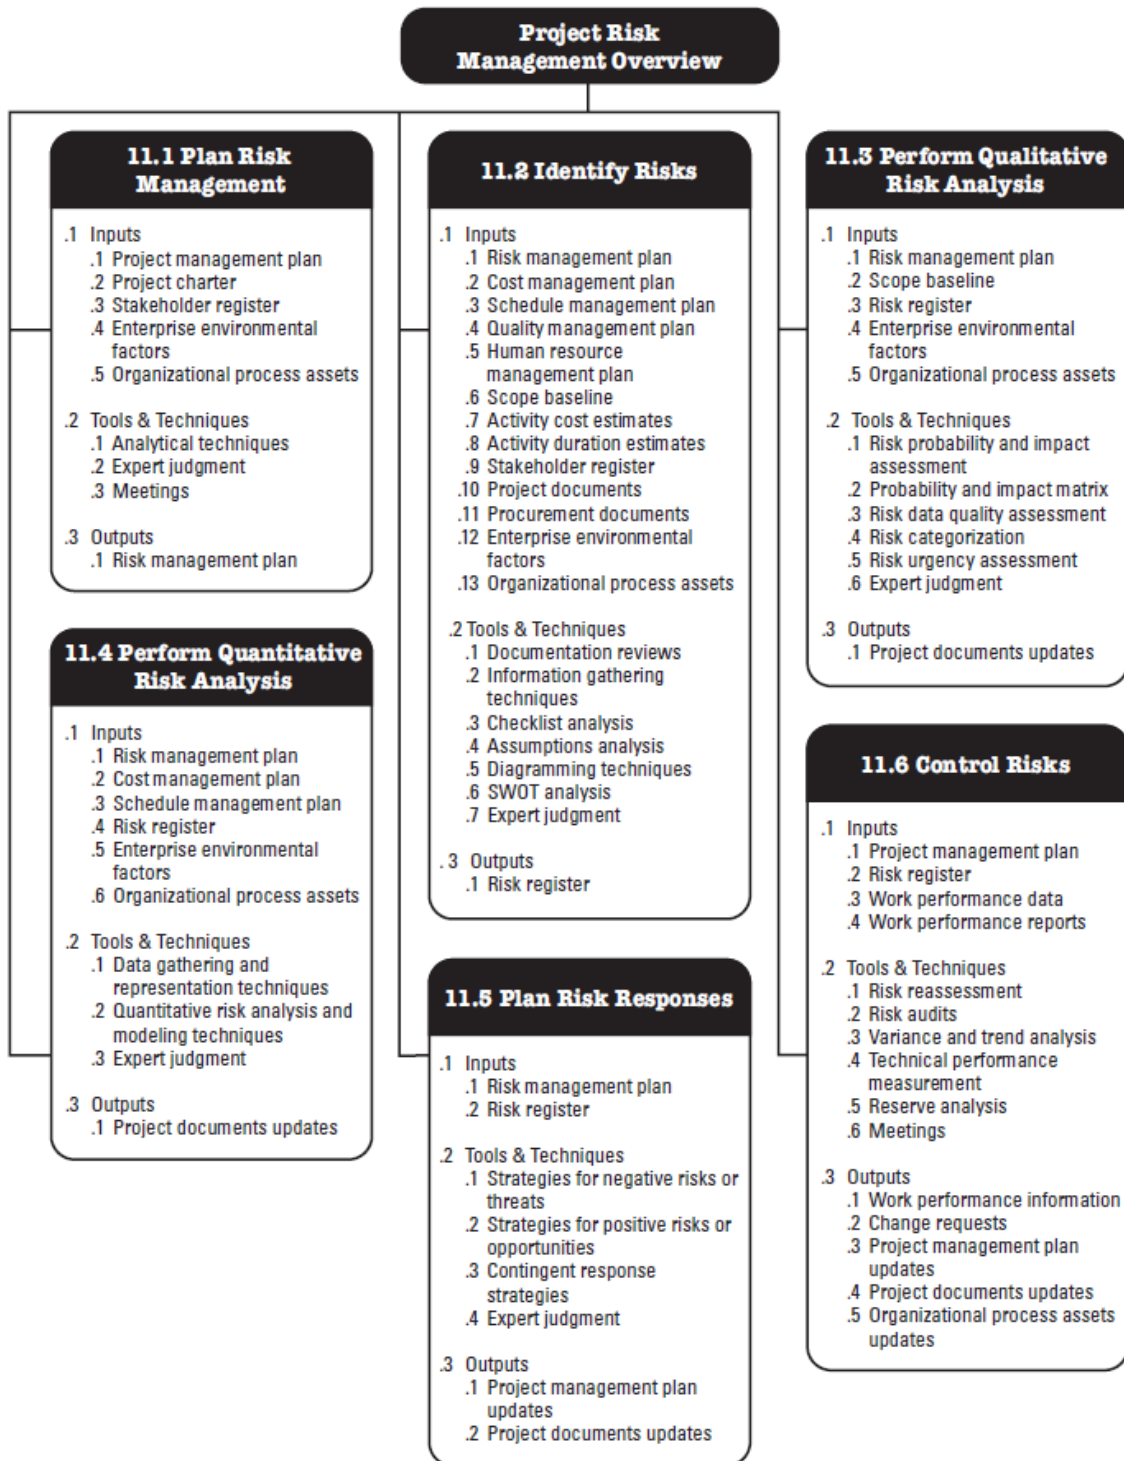 Project Risk
Management Overview
11.1 Plan Risk
Management
.1 Inputs
.1 Project management plan
.2 Project charter
.3 Stakeholder register
.4 Enterprise environmental
factors
.5 Organizational process assets
.2 Tools & Techniques
.1 Analytical techniques
.2 Expert judgment
.3 Meetings
.3 Outputs
.1 Risk management plan
11.2 Identify Risks
.1 Inputs
.1 Risk management plan
.2 Cost management plan
.3 Schedule management plan
.4 Quality management plan
.5 Human resource
management plan
.6 Scope baseline
.7 Activity cost estimates
.8 Activity duration estimates
.9 Stakeholder register
.10 Project documents
.11 Procurement documents
.12 Enterprise environmental
factors
.13 Organizational process assets
.2 Tools & Techniques
.1 Documentation reviews
.2 Information gathering
techniques
.3 Checklist analysis
.4 Assumptions analysis
.5 Diagramming techniques
.6 SWOT analysis
.7 Expert judgment
. 3 Outputs
.1 Risk register
11.3 Perform Qualitative
Risk Analysis
.1 Inputs
.1 Risk management plan
.2 Scope baseline
.3 Risk register
.4 Enterprise environmental
factors
.5 Organizational process assets
.2 Tools & Techniques
.1 Risk probability and impact
assessment
.2 Probability and impact matrix
.3 Risk data quality assessment
.4 Risk categorization
.5 Risk urgency assessment
.6 Expert judgment
.3 Outputs
.1 Project documents updates
11.4 Perform Quantitative
Risk Analysis
.1 Inputs
.1 Risk management plan
.2 Cost management plan
.3 Schedule management plan
.4 Risk register
.5 Enterprise environmental
factors
.6 Organizational process assets
.2 Tools & Techniques
.1 Data gathering and
representation techniques
.2 Quantitative risk analysis and
modeling techniques
.3 Expert judgment
.3 Outputs
.1 Project documents updates
11.5 Plan Risk Responses
.1 Inputs
.1 Risk management plan
.2 Risk register
.2 Tools & Techniques
.1 Strategies for negative risks or
threats
.2 Strategies for positive risks or
opportunities
.3 Contingent response
strategies
.4 Expert judgment
.3 Outputs
.1 Project management plan
updates
.2 Project documents updates
11.6 Control Risks
.1 Inputs
.1 Project management plan
.2 Risk register
.3 Work performance data
.4 Work performance reports
.2 Tools & Techniques
.1 Risk reassessment
.2 Risk audits
.3 Variance and trend analysis
.4 Technical performance
measurement
.5 Reserve analysis
.6 Meetings
.3 Outputs
.1 Work performance information
.2 Change requests
.3 Project management plan
updates
.4 Project documents updates
.5 Organizational process assets
updates